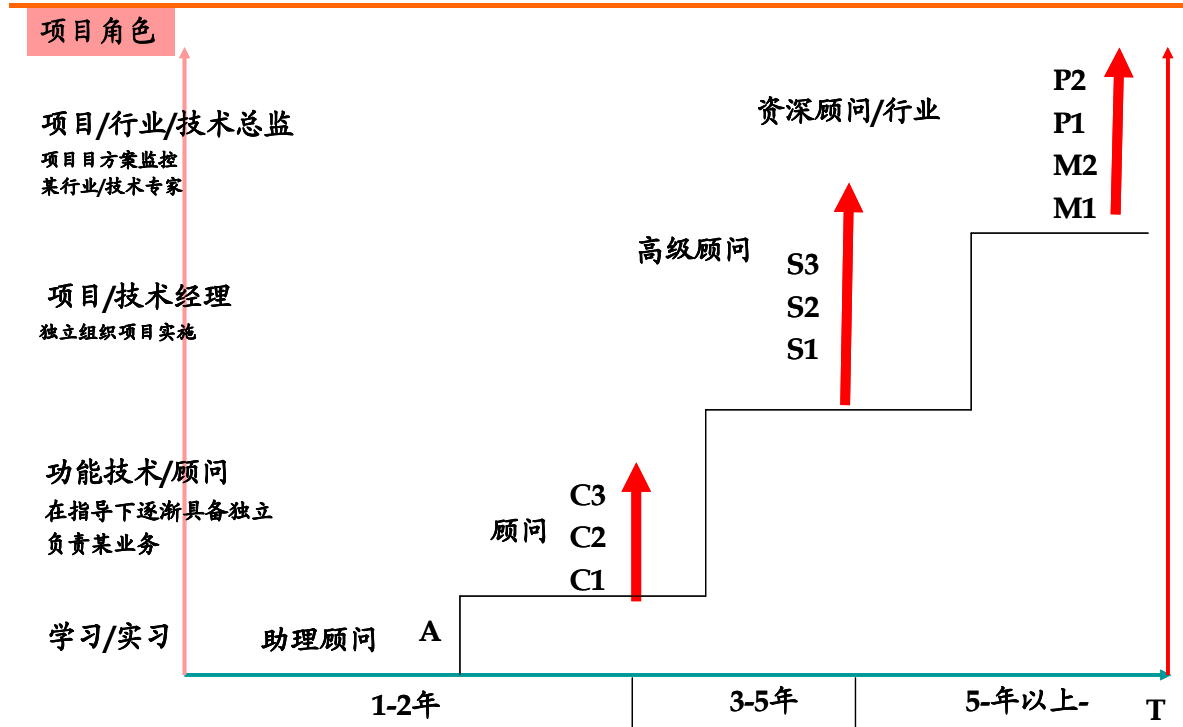 项目角色
项目/行业/技术总监
项目目方案监控
某行业/技术专家
资深顾问/行业
P2
P1
M2
M1
项目/技术经理
独立组织项目实施
高级顾问
S3
S2
S1
功能技术/顾问
在指导下逐渐具备独立
负责某业务
顾问
C3
C2
C1
学习/实习
助理顾问
A
1-2年
3-5年
5-年以上-
T